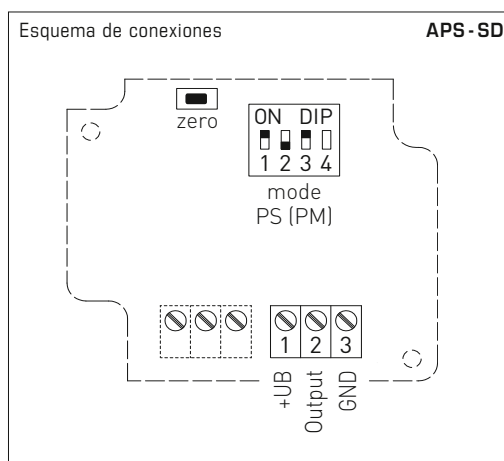 Esquema de conexiones APS-SD
zero
ON DIP
1 2 3 4
mode
PS (PM)
1 2 3
+UB
Output
GND